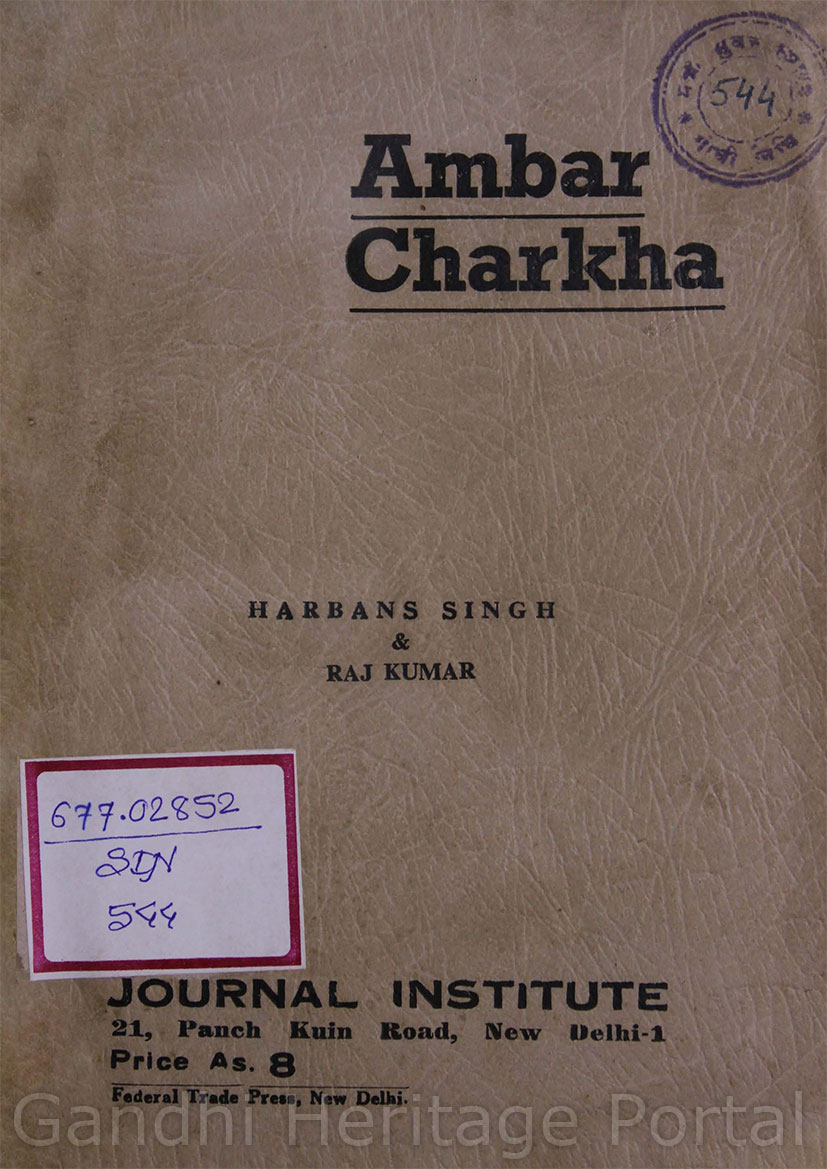 544
Ambar
Charkha
HARBANS SINGH
&
RAJ KUMAR
677.02852
SDN
544
JOURNAL INSTITUTE
21, Panch Kuin Road, New Delhi-1
Price As. 8
Federal Trade Press, New Delhi.
Gandhi Heritage Portal